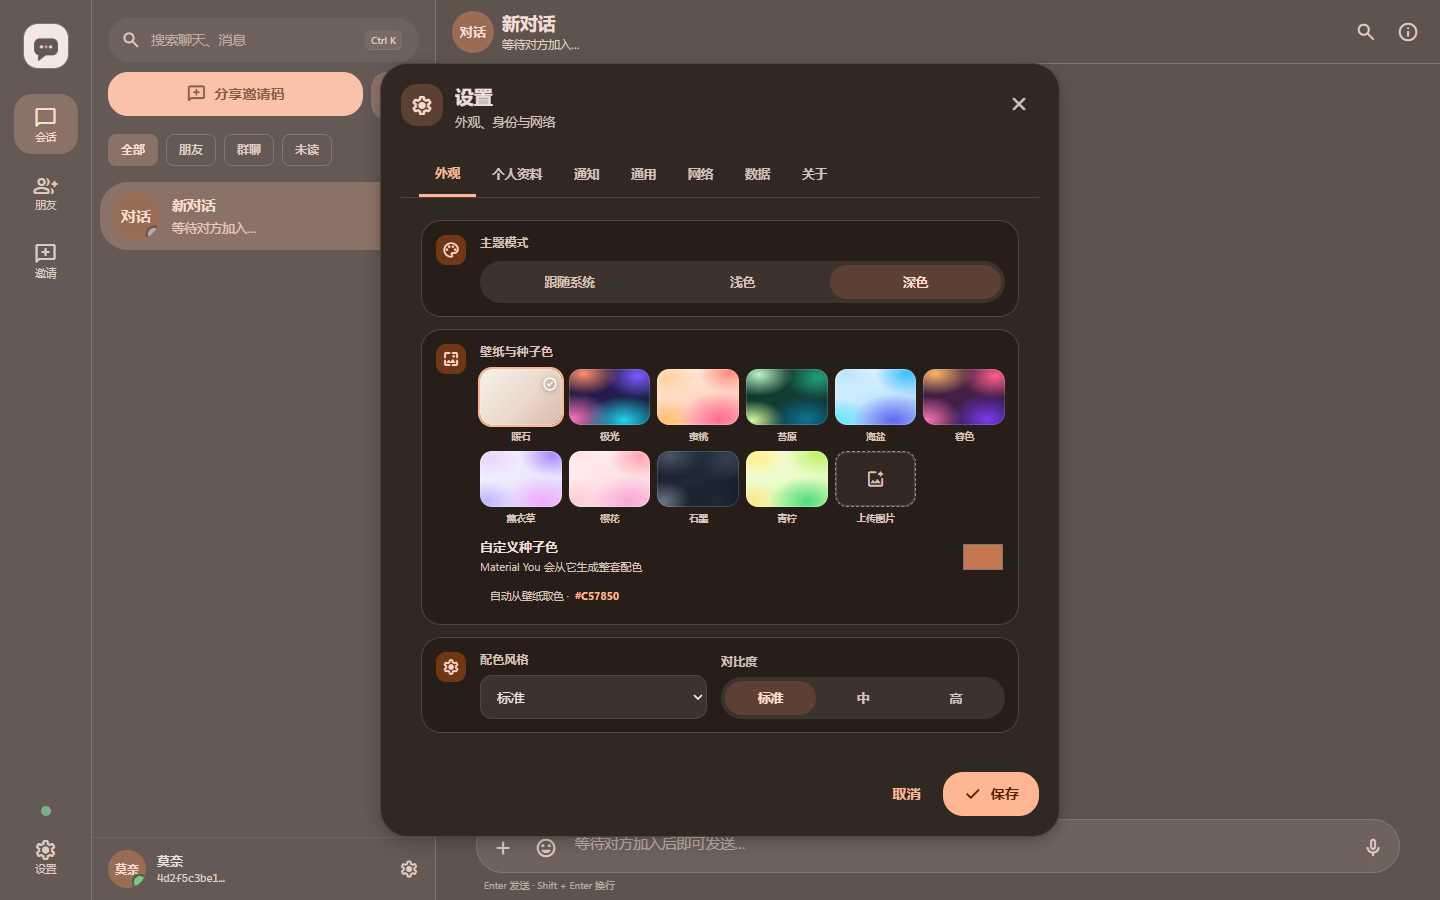 搜索聊天、消息
Ctrl K
对话
新对话
等待对方加入...
分享邀请码
会话
全部
朋友
群聊
未读
朋友
对话
新对话
等待对方加入...
邀请
设置
外观、身份与网络
外观
个人资料
通知
通用
网络
数据
关于
主题模式
跟随系统
浅色
深色
壁纸与种子色
暖石
极光
蜜桃
苔原
海盐
暮色
薰衣草
樱花
石墨
青柠
上传图片
自定义种子色
Material You 会从它生成整套配色
自动从壁纸取色 · #C57850
配色风格
标准
对比度
标准
中
高
取消
保存
设置
莫奈
莫奈
4d2f5c3be1...
等待对方加入后即可发送...
Enter 发送 · Shift + Enter 换行